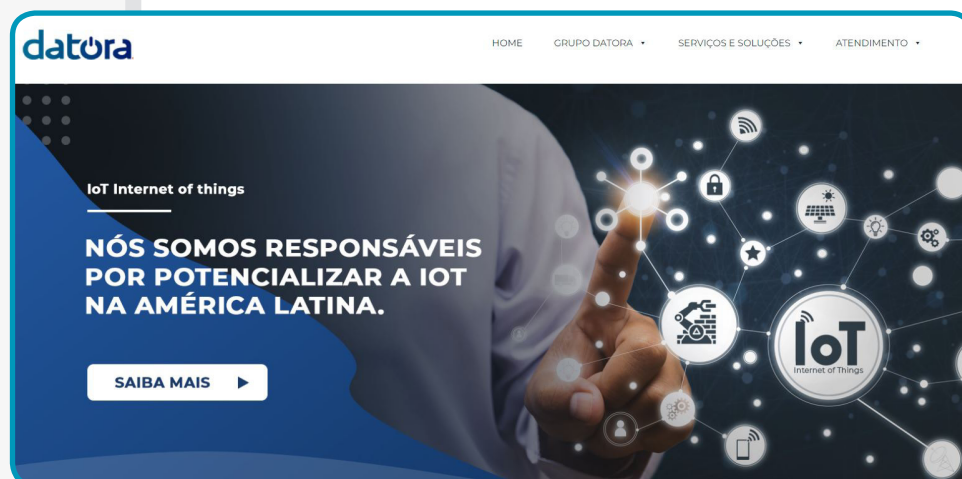 datora
HOME
GRUPO DATORA
SERVIÇOS E SOLUÇÕES
ATENDIMENTO
IoT Internet of things
NÓS SOMOS RESPONSÁVEIS
POR POTENCIALIZAR A IOT
NA AMÉRICA LATINA.
SAIBA MAIS
IoT
Internet of Things